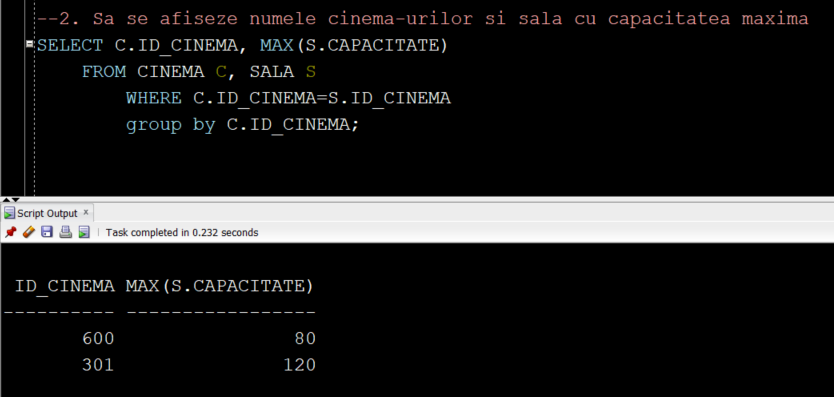 --2. Sa se afiseze numele cinema-urilor si sala cu capacitatea maxima
SELECT C.ID_CINEMA, MAX(S.CAPACITATE)
FROM CINEMA C, SALA S
WHERE C.ID_CINEMA=S.ID_CINEMA
group by C.ID_CINEMA;
Script Output x
Task completed in 0.232 seconds
ID_CINEMA MAX(S.CAPACITATE)
---------- -----------------
600 80
301 120